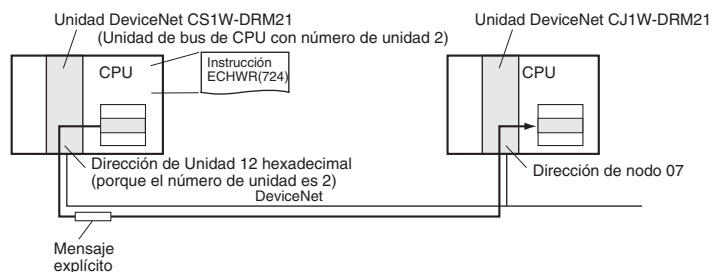 Unidad DeviceNet CS1W-DRM21
(Unidad de bus de CPU con número de unidad 2)
Unidad DeviceNet CJ1W-DRM21
CPU
Instrucción
ECHWR(724)
CPU
Dirección de Unidad 12 hexadecimal
(porque el número de unidad es 2)
Dirección de nodo 07
DeviceNet
Mensaje
explícito